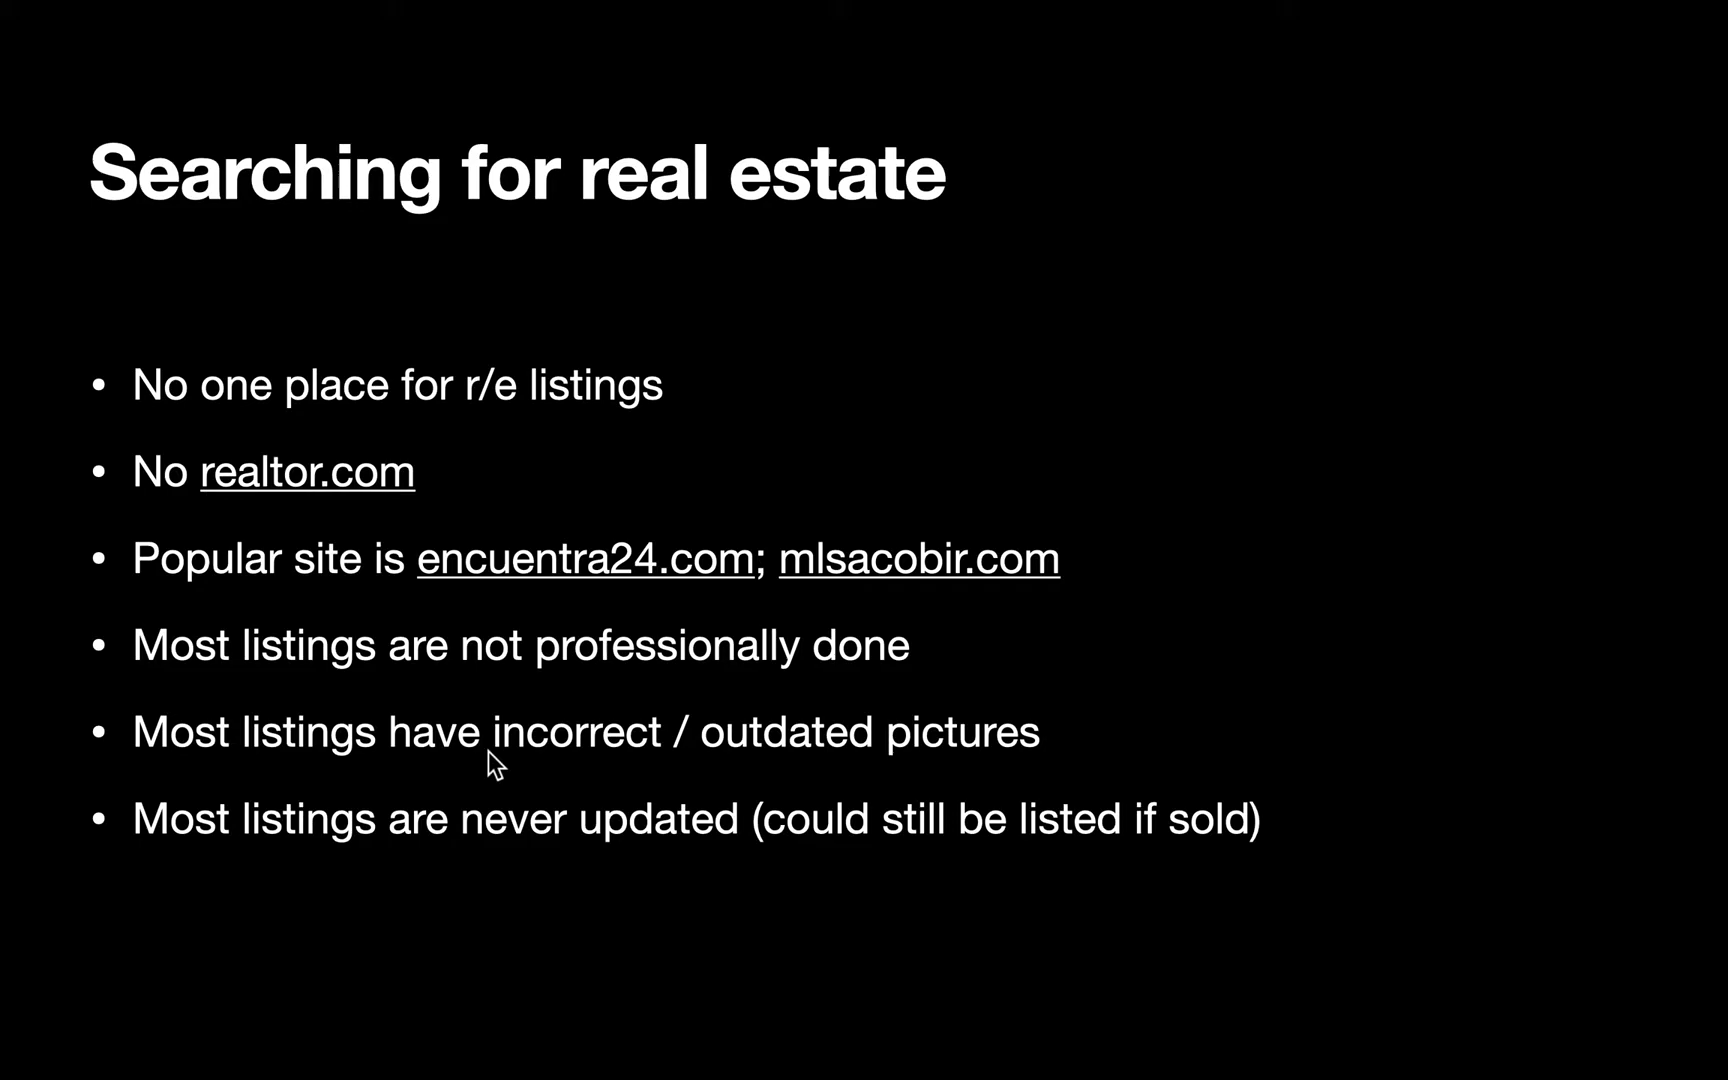 Searching for real estate
• No one place for r/e listings
• No realtor.com
• Popular site is encuentra24.com; mlsacobir.com
• Most listings are not professionally done
• Most listings have incorrect / outdated pictures
• Most listings are never updated (could still be listed if sold)